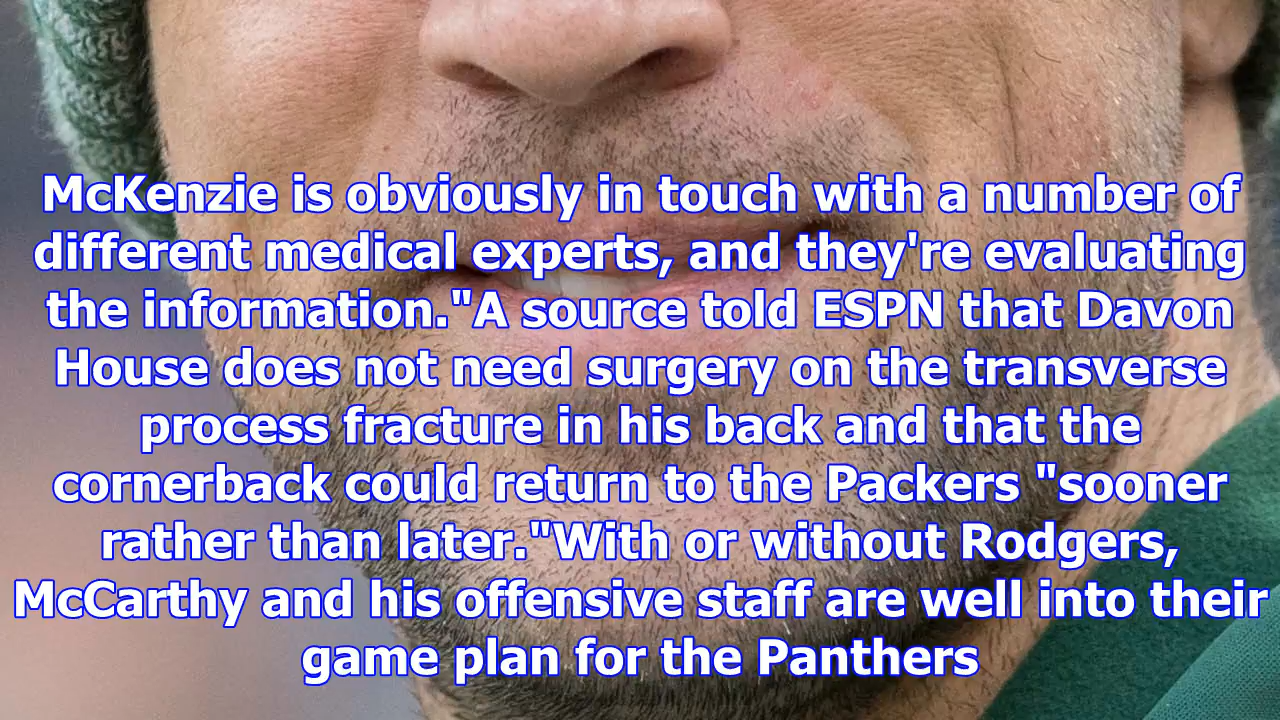 McKenzie is obviously in touch with a number of
different medical experts, and they're evaluating
the information."A source told ESPN that Davon
House does not need surgery on the transverse
process fracture in his back and that the
cornerback could return to the Packers "sooner
rather than later."With or without Rodgers,
McCarthy and his offensive staff are well into their
game plan for the Panthers